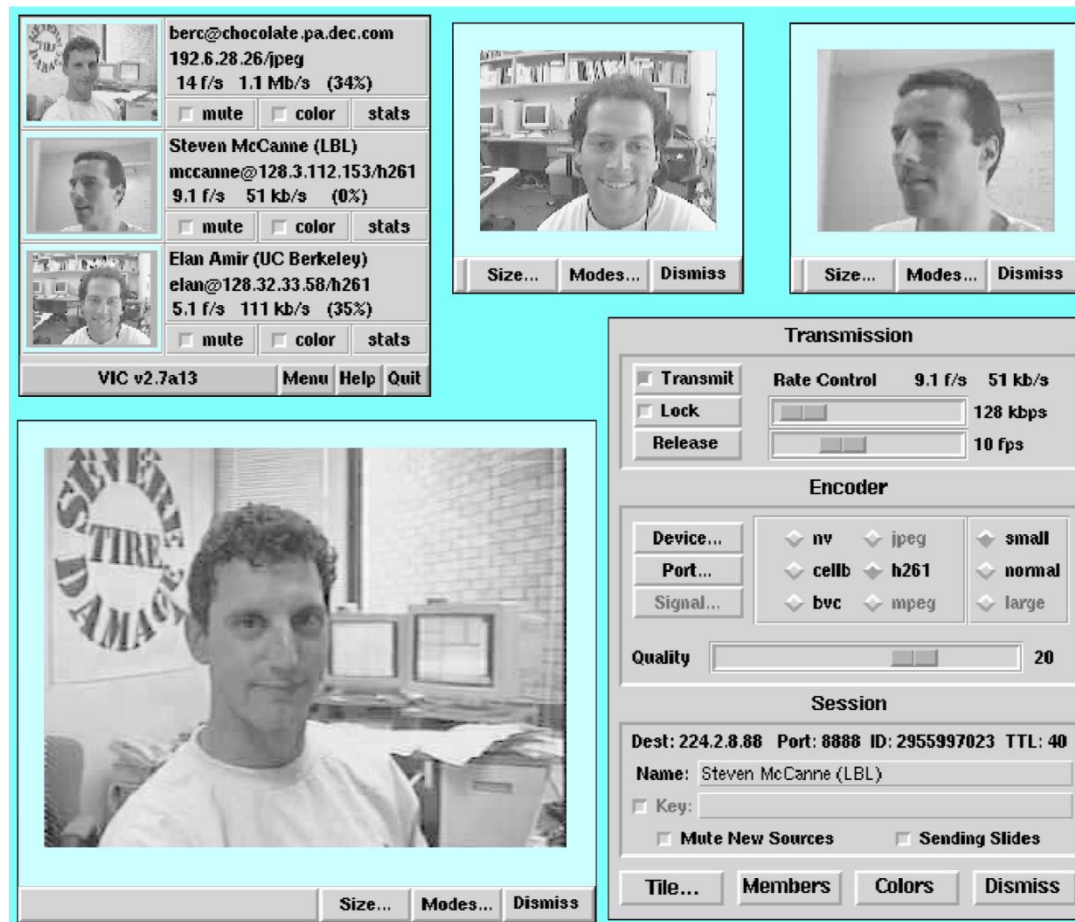 berc@chocolate.pa.dec.com
192.6.28.26/jpeg
14 f/s 1.1 Mb/s (34%)
mute color stats
Steven McCanne (LBL)
mccanne@128.3.112.153/h261
9.1 f/s 51 kb/s (0%)
mute color stats
Elan Amir (UC Berkeley)
elan@128.32.33.58/h261
5.1 f/s 111 kb/s (35%)
mute color stats
VIC v2.7a13 Menu Help Quit
Size... Modes... Dismiss
Size... Modes... Dismiss
SEVERE
TIRE
DAMAGE
Size... Modes... Dismiss
Transmission
Transmit Rate Control 9.1 f/s 51 kb/s
Lock 128 kbps
Release 10 fps
Encoder
Device... nv jpeg small
Port... cellb h261 normal
Signal... bvc mpeg large
Quality 20
Session
Dest: 224.2.8.88 Port: 8888 ID: 2955997023 TTL: 40
Name: Steven McCanne (LBL)
Key:
Mute New Sources Sending Slides
Tile... Members Colors Dismiss